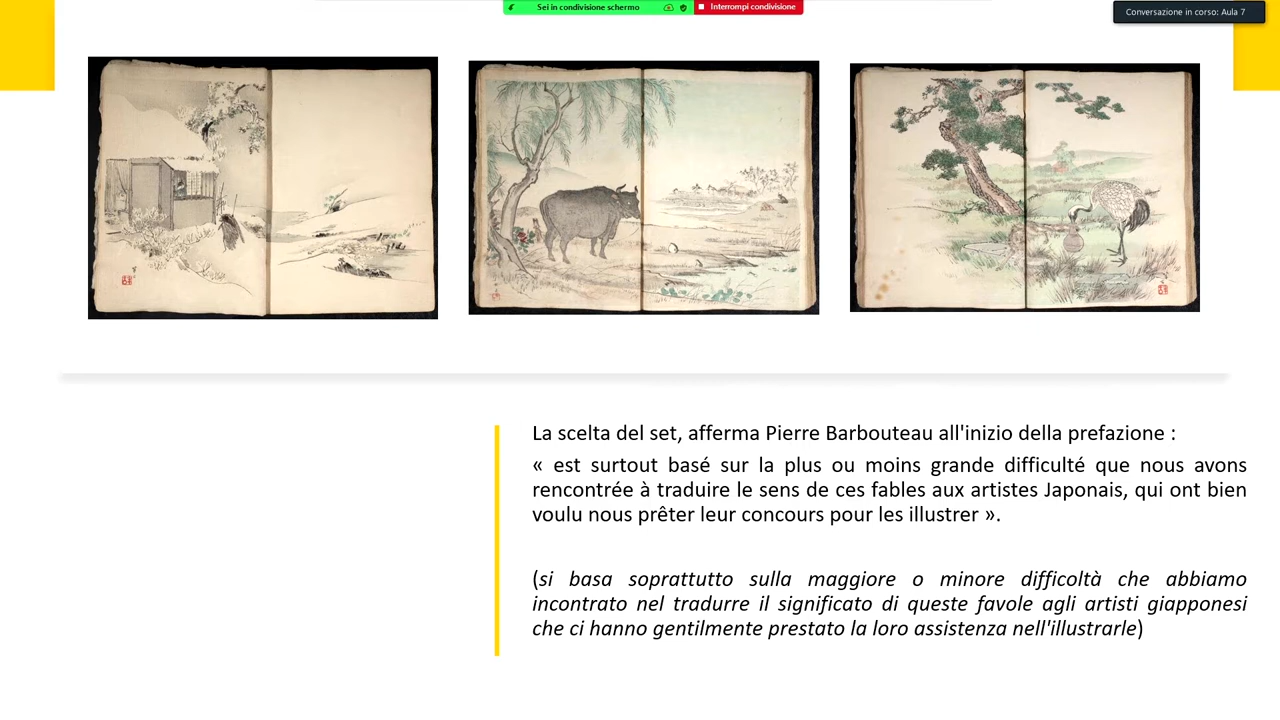 Sei in condivisione schermo
Interrompi condivisione
Conversazione in corso: Aula 7
La scelta del set, afferma Pierre Barbouteau all'inizio della prefazione :
« est surtout basé sur la plus ou moins grande difficulté que nous avons
rencontrée à traduire le sens de ces fables aux artistes Japonais, qui ont bien
voulu nous prêter leur concours pour les illustrer ».
(si basa soprattutto sulla maggiore o minore difficoltà che abbiamo
incontrato nel tradurre il significato di queste favole agli artisti giapponesi
che ci hanno gentilmente prestato la loro assistenza nell'illustrarle)